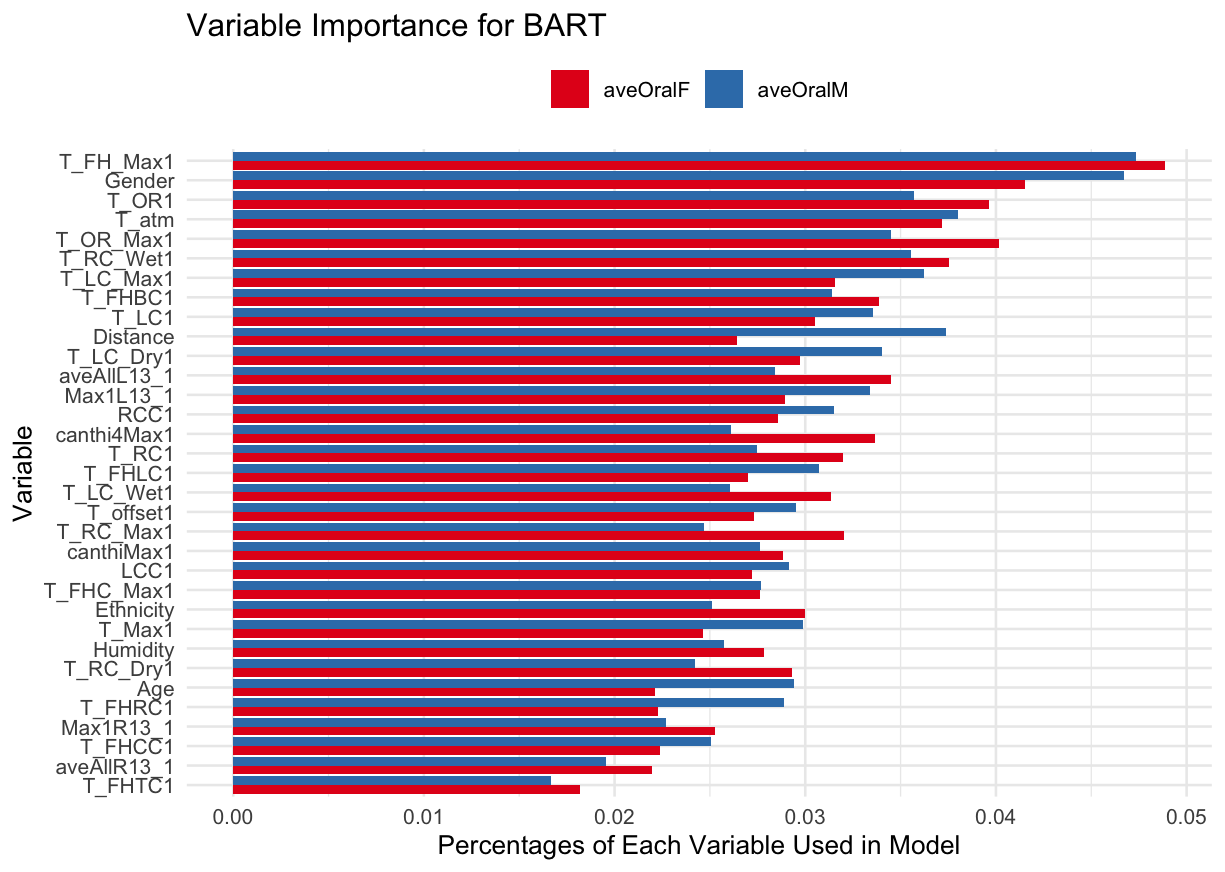 Variable Importance for BART
aveOralF aveOralM
T_FH_Max1
Gender
T_OR1
T_atm
T_OR_Max1
T_RC_Wet1
T_LC_Max1
T_FHBC1
T_LC1
Distance
T_LC_Dry1
aveAllL13_1
Max1L13_1
RCC1
canthi4Max1
T_RC1
T_FHLC1
T_LC_Wet1
T_offset1
T_RC_Max1
canthiMax1
LCC1
T_FHC_Max1
Ethnicity
T_Max1
Humidity
T_RC_Dry1
Age
T_FHRC1
Max1R13_1
T_FHCC1
aveAllR13_1
T_FHTC1
Variable
0.00 0.01 0.02 0.03 0.04 0.05
Percentages of Each Variable Used in Model